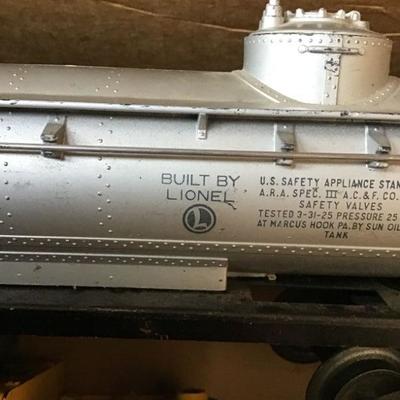 BUILT BY
LIONEL
L
U.S. SAFETY APPLIANCE STAN
A.R.A. SPEC. III A.C.& F. CO.
SAFETY VALVES
TESTED 3-31-25 PRESSURE 25
AT MARCUS HOOK PA. BY SUN OIL
TANK